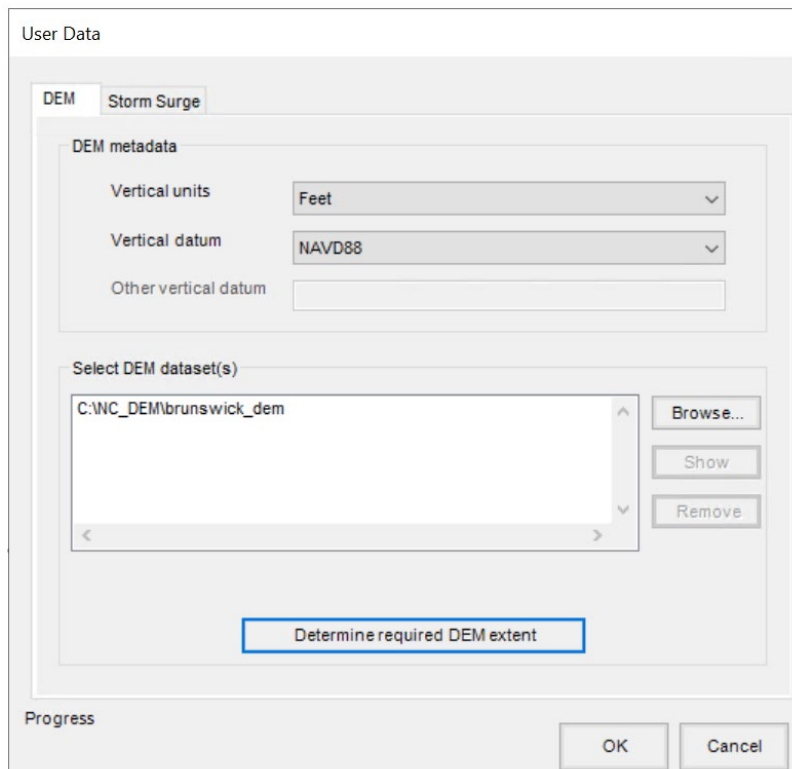 User Data
DEM
Storm Surge
DEM metadata
Vertical units
Feet
Vertical datum
NAVD88
Other vertical datum
Select DEM dataset(s)
C:\NC_DEM\brunswick_dem
Browse...
Show
Remove
Determine required DEM extent
Progress
OK
Cancel